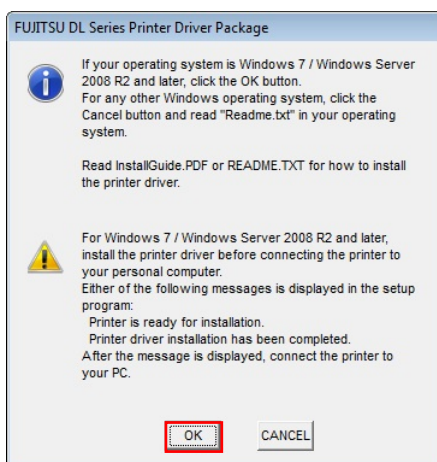 FUJITSU DL Series Printer Driver Package
If your operating system is Windows 7 / Windows Server
2008 R2 and later, click the OK button.
For any other Windows operating system, click the
Cancel button and read "Readme.txt" in your operating
system.
Read InstallGuide.PDF or README.TXT for how to install
the printer driver.
For Windows 7 / Windows Server 2008 R2 and later,
install the printer driver before connecting the printer to
your personal computer.
Either of the following messages is displayed in the setup
program:
Printer is ready for installation.
Printer driver installation has been completed.
After the message is displayed, connect the printer to
your PC.
OK CANCEL